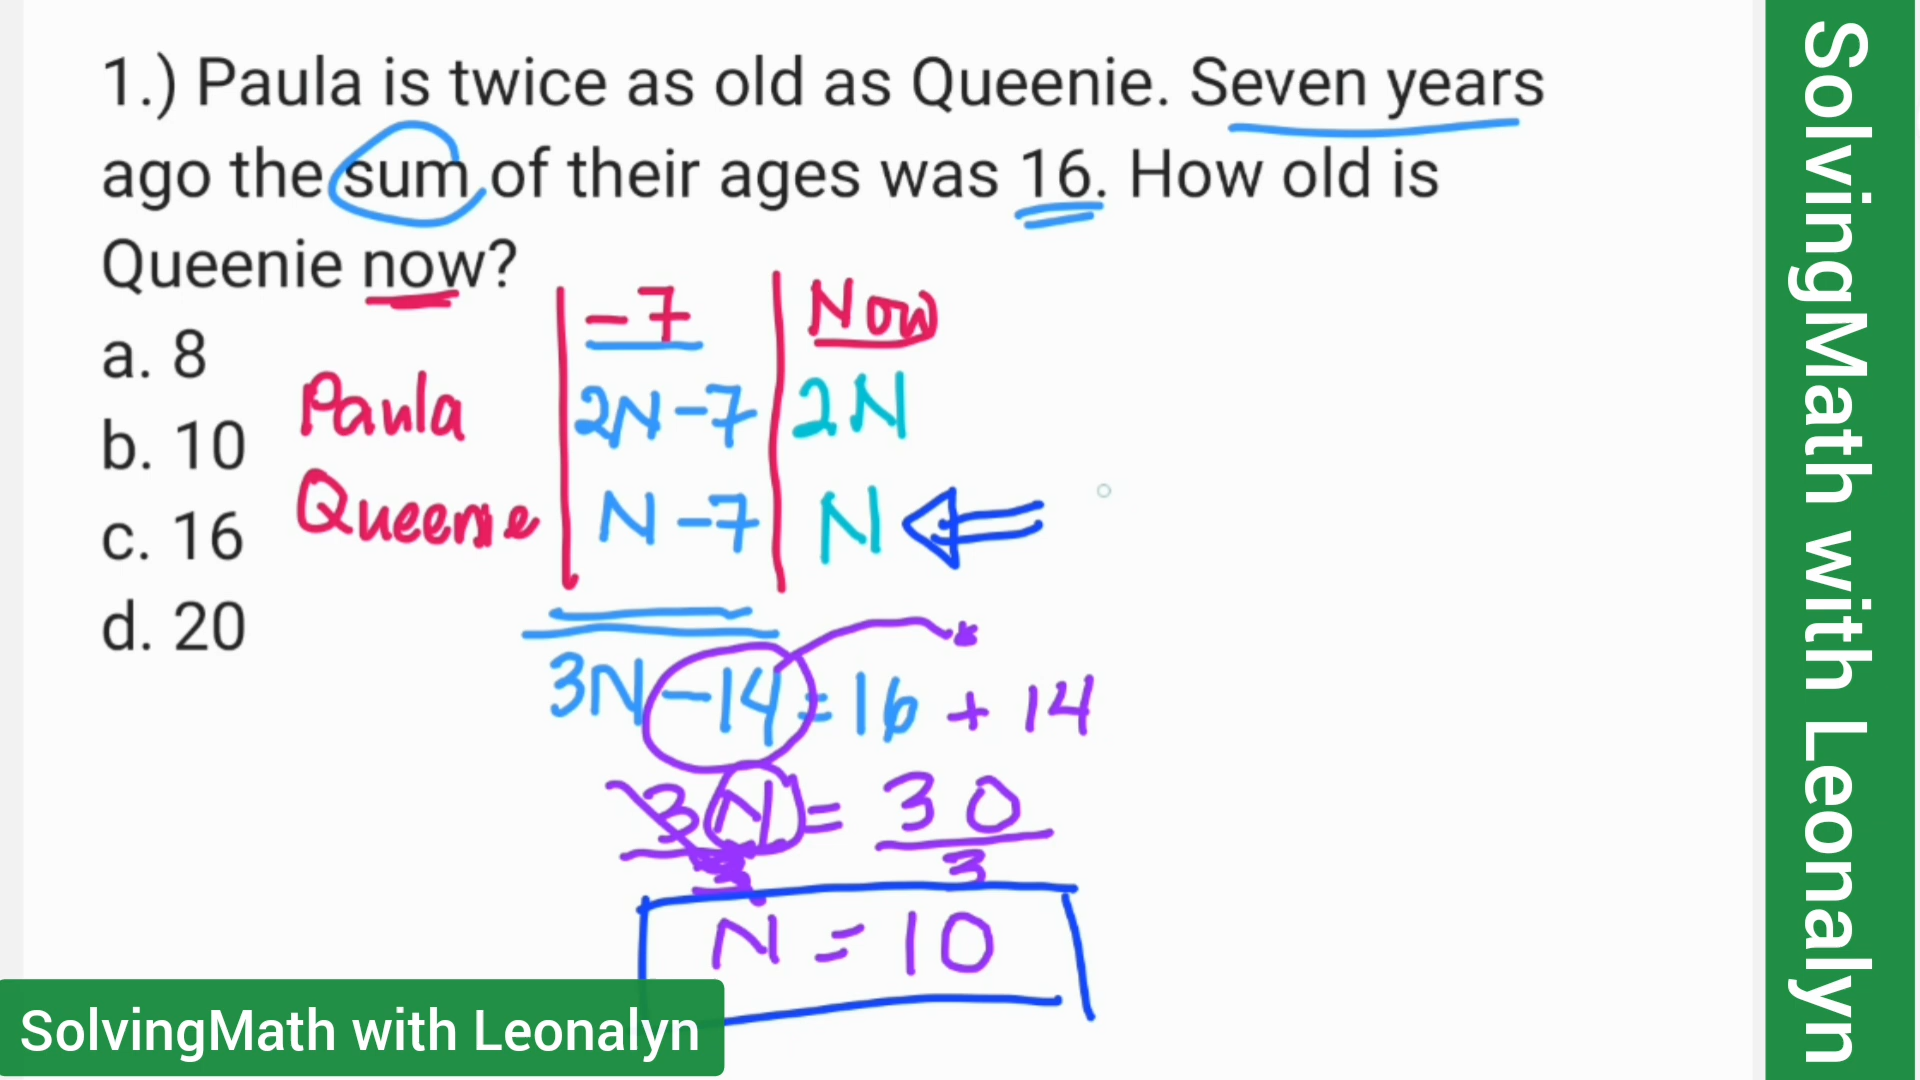 1.) Paula is twice as old as Queenie. Seven years
ago the sum of their ages was 16. How old is
Queenie now?
a. 8
b. 10
c. 16
d. 20
-7 Now
Paula 2N-7 2N
Queenie N-7 N
3N-14=16+14
3N=30
3 3
N=10
SolvingMath with Leonalyn
SolvingMath with Leonalyn